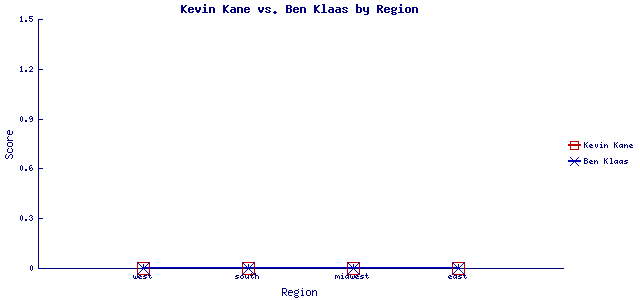 Kevin Kane vs. Ben Klaas by Region
1.5
1.2
0.9
0.6
0.3
0
Score
west south midwest east
Region
Kevin Kane
Ben Klaas